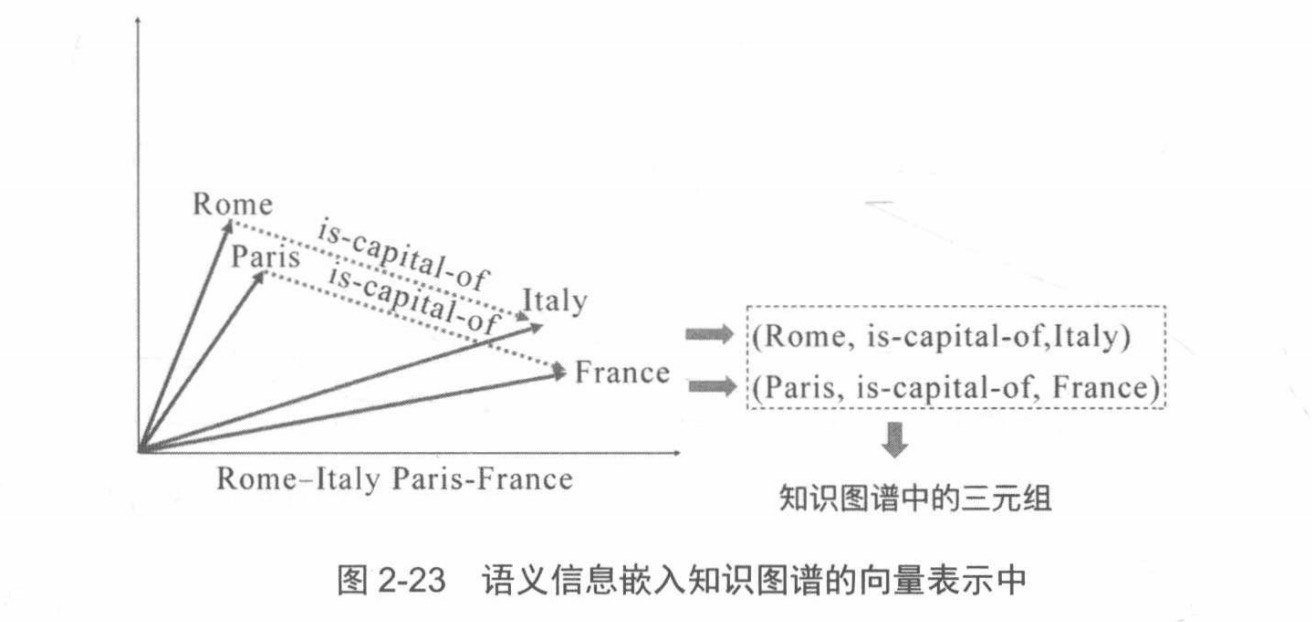 Rome
is-capital-of
Paris
is-capital-of
Italy
France
(Rome, is-capital-of,Italy)
(Paris, is-capital-of, France)
Rome–Italy Paris-France
知识图谱中的三元组
图 2-23 语义信息嵌入知识图谱的向量表示中